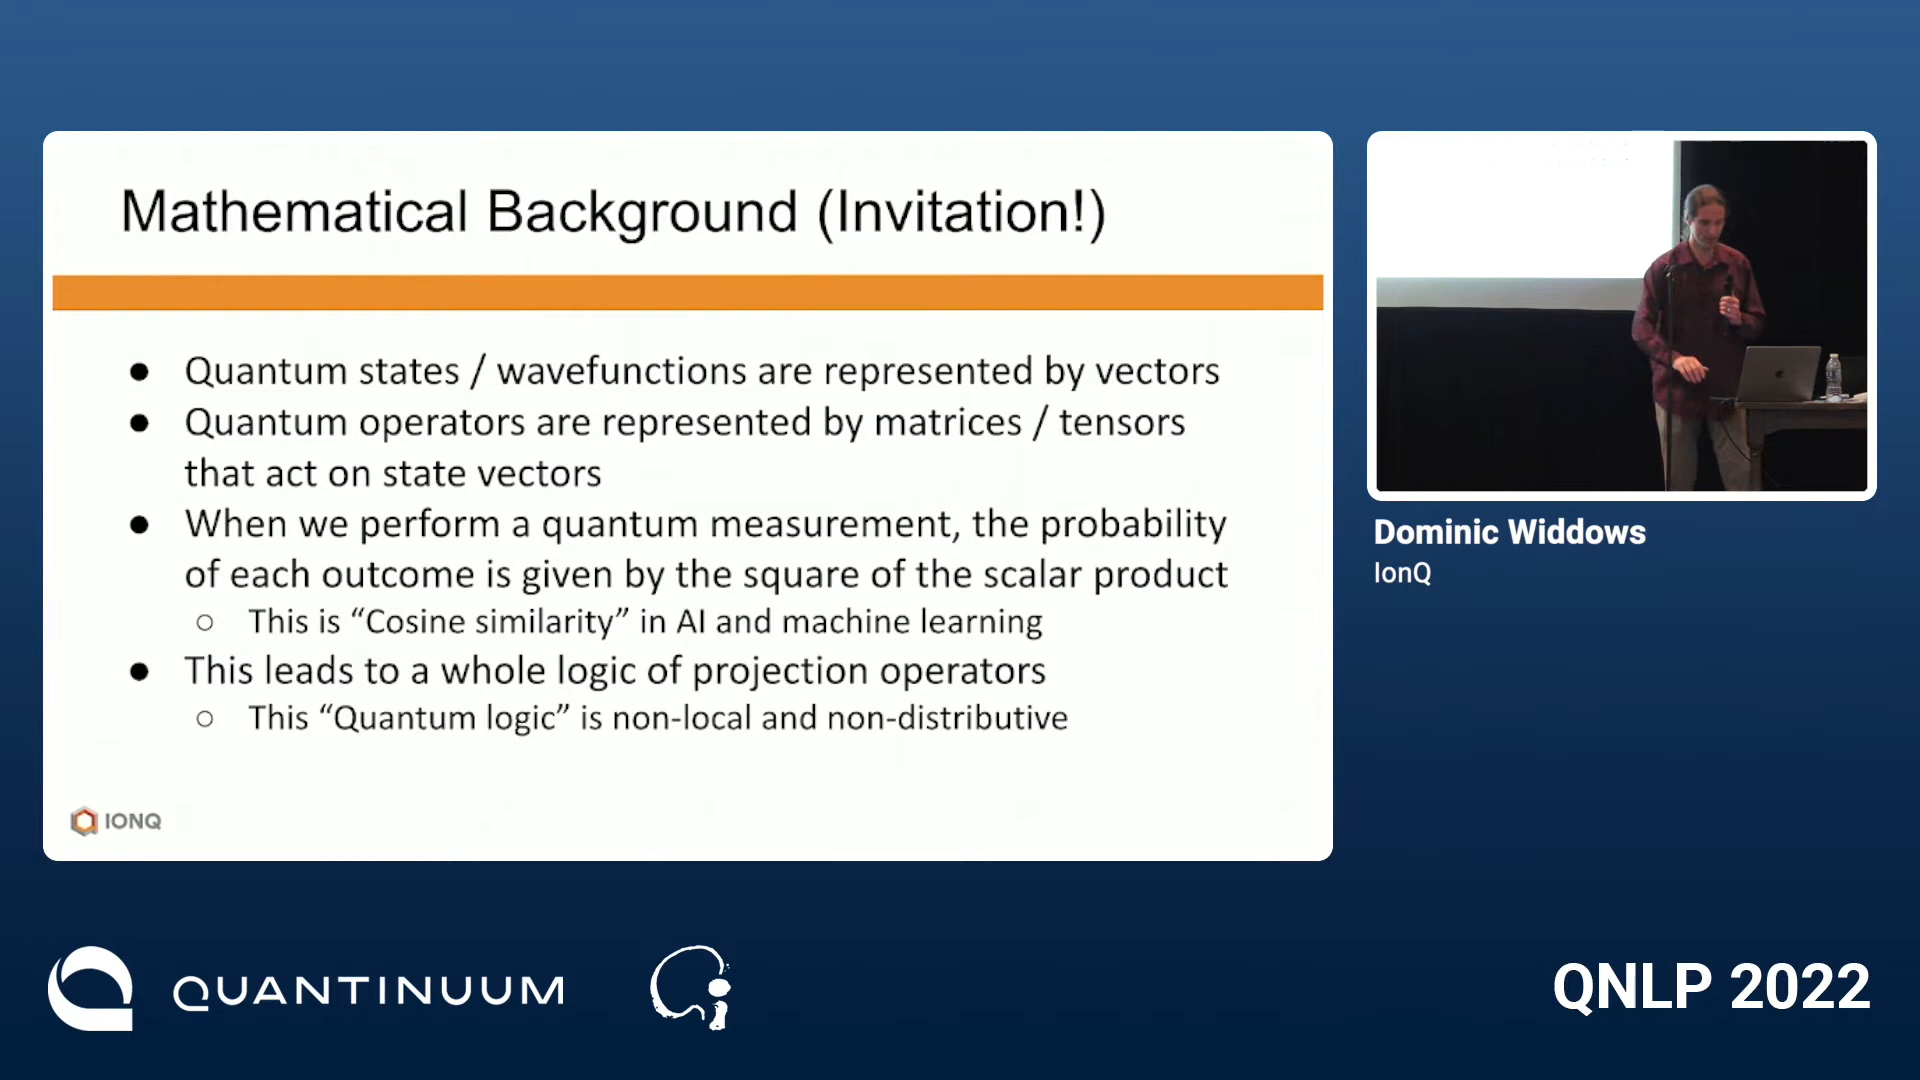 Mathematical Background (Invitation!)
● Quantum states / wavefunctions are represented by vectors
● Quantum operators are represented by matrices / tensors
that act on state vectors
● When we perform a quantum measurement, the probability
of each outcome is given by the square of the scalar product
○ This is “Cosine similarity” in AI and machine learning
● This leads to a whole logic of projection operators
○ This “Quantum logic” is non-local and non-distributive
IONQ
Dominic Widdows
IonQ
QUANTINUUM
QNLP 2022